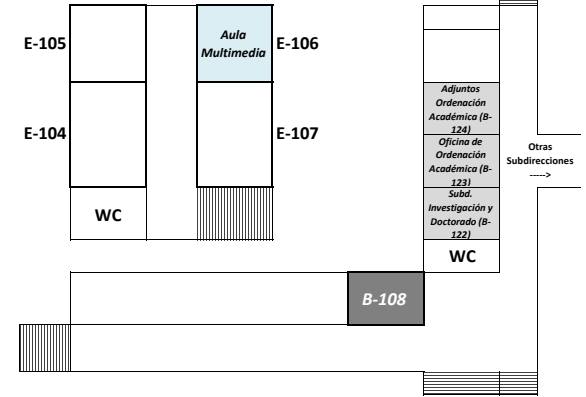 E-105
Aula
Multimedia
E-106
E-104
E-107
WC
Adjuntos
Ordenación
Académica (B-
124)
Oficina de
Ordenación
Académica (B-
123)
Subd.
Investigación y
Doctorado (B-
122)
WC
Otras
Subdirecciones
----->
B-108